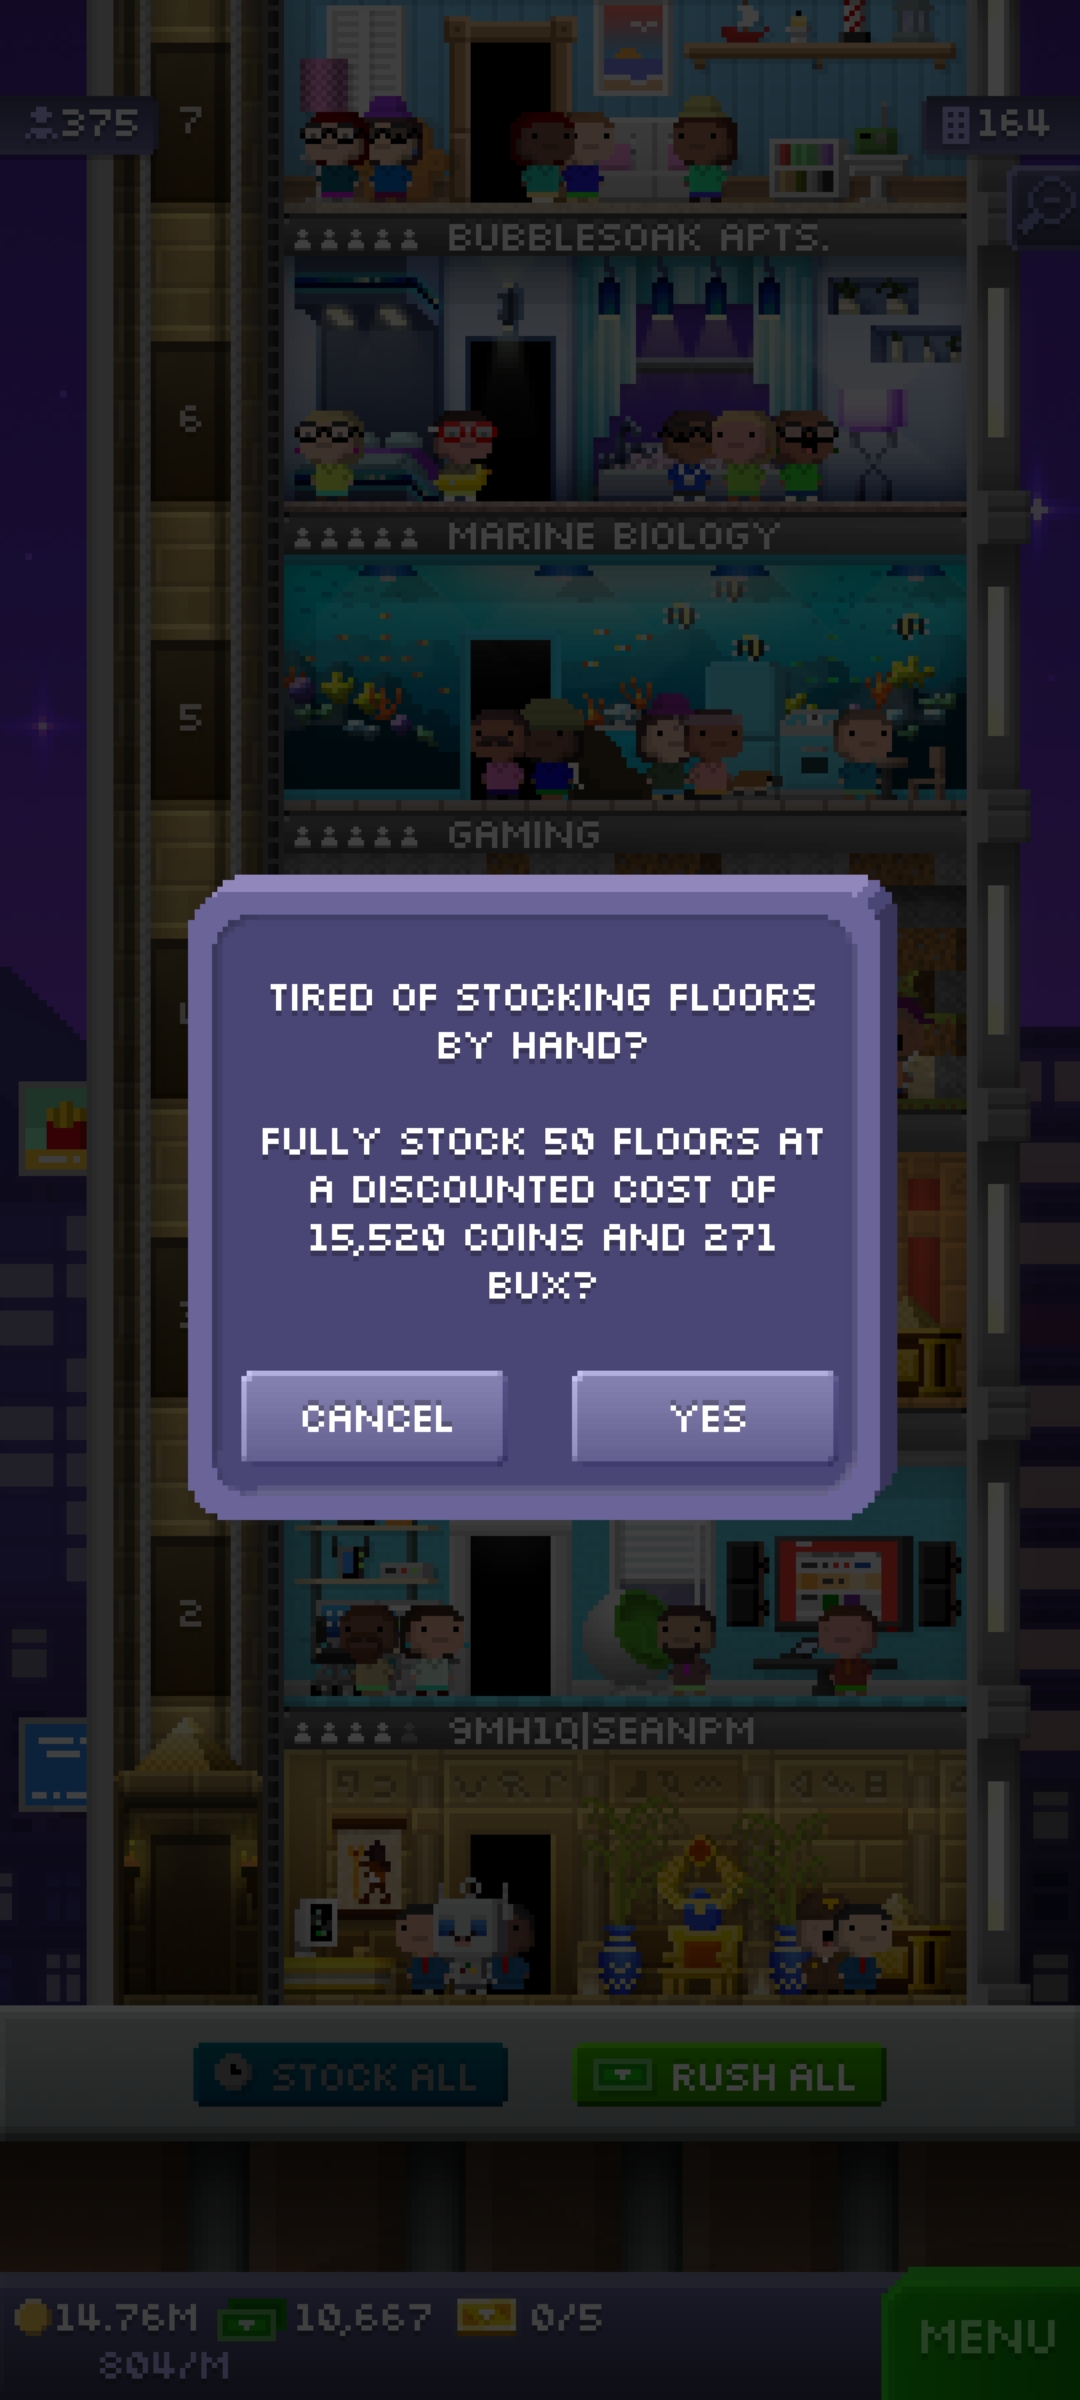 375
7
164
BUBBLESOAK APTS.
6
MARINE BIOLOGY
5
GAMING
TIRED OF STOCKING FLOORS
BY HAND?
FULLY STOCK 50 FLOORS AT
A DISCOUNTED COST OF
15,520 COINS AND 271
BUX?
CANCEL
YES
2
9MH1Q|SEANPM
STOCK ALL
RUSH ALL
14.76M
10,667
0/5
804/M
MENU